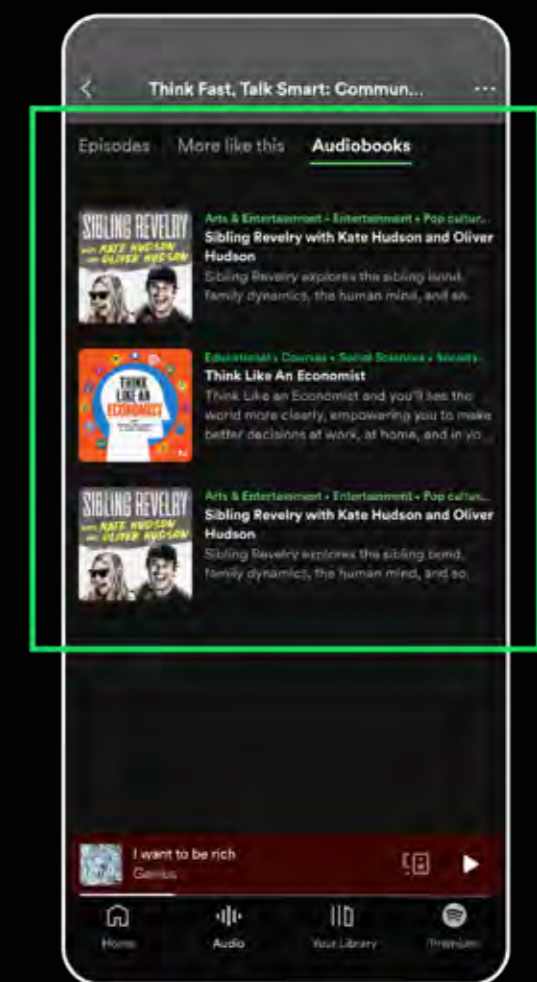 Think Fast, Talk Smart: Commun...
Episodes More like this Audiobooks
SIBLING REVELRY
WITH KATE HUDSON
AND OLIVER HUDSON
Arts & Entertainment • Entertainment • Pop cultur...
Sibling Revelry with Kate Hudson and Oliver
Hudson
Sibling Revelry explores the sibling bond,
family dynamics, the human mind, and so
THINK
LIKE AN
ECONOMIST
Educational • Courses • Social Sciences • Society
Think Like An Economist
Think Like an Economist and you'll see the
world more clearly, empowering you to make
better decisions at work, at home, and in yo
SIBLING REVELRY
WITH KATE HUDSON
AND OLIVER HUDSON
Arts & Entertainment • Entertainment • Pop cultur...
Sibling Revelry with Kate Hudson and Oliver
Hudson
Sibling Revelry explores the sibling bond,
family dynamics, the human mind, and so
I want to be rich
Genius
Home Audio Your Library Premium